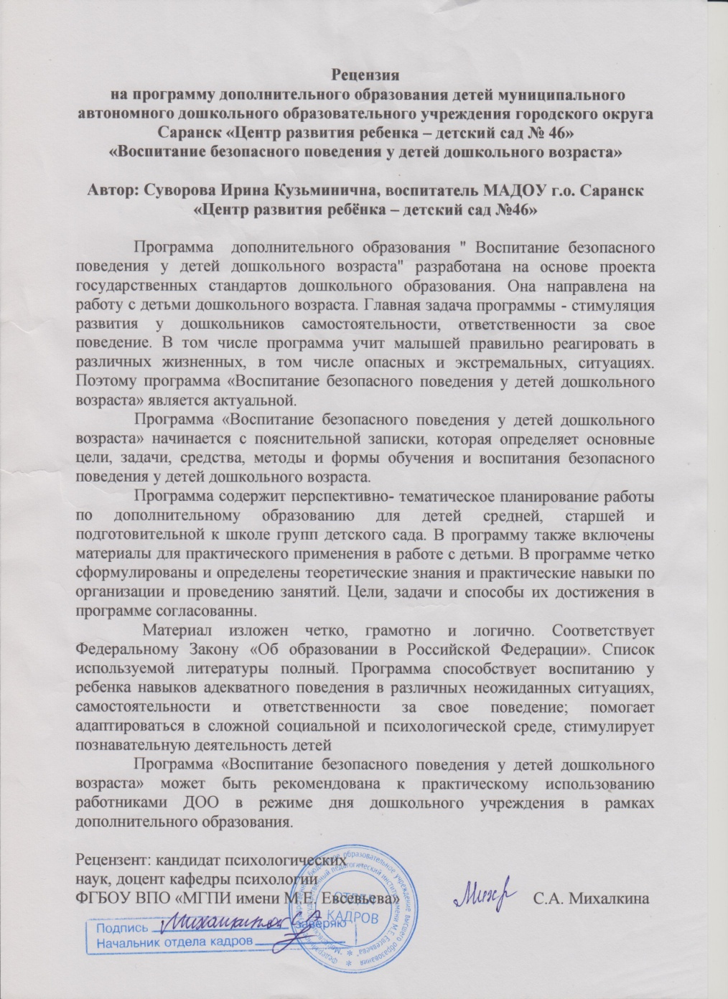 Рецензия
на программу дополнительного образования детей муниципального
автономного дошкольного образовательного учреждения городского округа
Саранск «Центр развития ребенка – детский сад № 46»
«Воспитание безопасного поведения у детей дошкольного возраста»
Автор: Суворова Ирина Кузьминична, воспитатель МАДОУ г.о. Саранск
«Центр развития ребёнка – детский сад №46»
Программа дополнительного образования " Воспитание безопасного
поведения у детей дошкольного возраста" разработана на основе проекта
государственных стандартов дошкольного образования. Она направлена на
работу с детьми дошкольного возраста. Главная задача программы - стимуляция
развития у дошкольников самостоятельности, ответственности за свое
поведение. В том числе программа учит малышей правильно реагировать в
различных жизненных, в том числе опасных и экстремальных, ситуациях.
Поэтому программа «Воспитание безопасного поведения у детей дошкольного
возраста» является актуальной.
Программа «Воспитание безопасного поведения у детей дошкольного
возраста» начинается с пояснительной записки, которая определяет основные
цели, задачи, средства, методы и формы обучения и воспитания безопасного
поведения у детей дошкольного возраста.
Программа содержит перспективно- тематическое планирование работы
по дополнительному образованию для детей средней, старшей и
подготовительной к школе групп детского сада. В программу также включены
материалы для практического применения в работе с детьми. В программе четко
сформулированы и определены теоретические знания и практические навыки по
организации и проведению занятий. Цели, задачи и способы их достижения в
программе согласованны.
Материал изложен четко, грамотно и логично. Соответствует
Федеральному Закону «Об образовании в Российской Федерации». Список
используемой литературы полный. Программа способствует воспитанию у
ребенка навыков адекватного поведения в различных неожиданных ситуациях,
самостоятельности и ответственности за свое поведение; помогает
адаптироваться в сложной социальной и психологической среде, стимулирует
познавательную деятельность детей
Программа «Воспитание безопасного поведения у детей дошкольного
возраста» может быть рекомендована к практическому использованию
работниками ДОО в режиме дня дошкольного учреждения в рамках
дополнительного образования.
Рецензент: кандидат психологических
наук, доцент кафедры психологии
ФГБОУ ВПО «МГПИ имени М.Е. Евсевьева» С.А. Михалкина
ОТДЕЛ
КАДРОВ
Подпись заверяю
Начальник отдела кадров